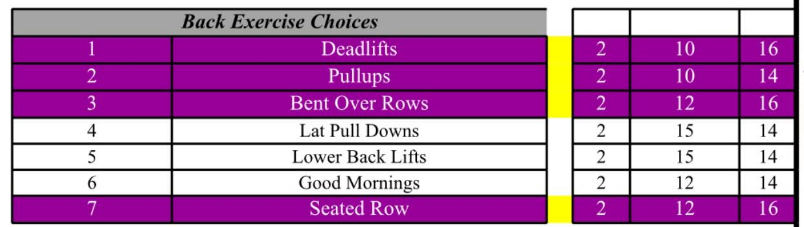 Back Exercise Choices
1 Deadlifts 2 10 16
2 Pullups 2 10 14
3 Bent Over Rows 2 12 16
4 Lat Pull Downs 2 15 14
5 Lower Back Lifts 2 15 14
6 Good Mornings 2 12 14
7 Seated Row 2 12 16